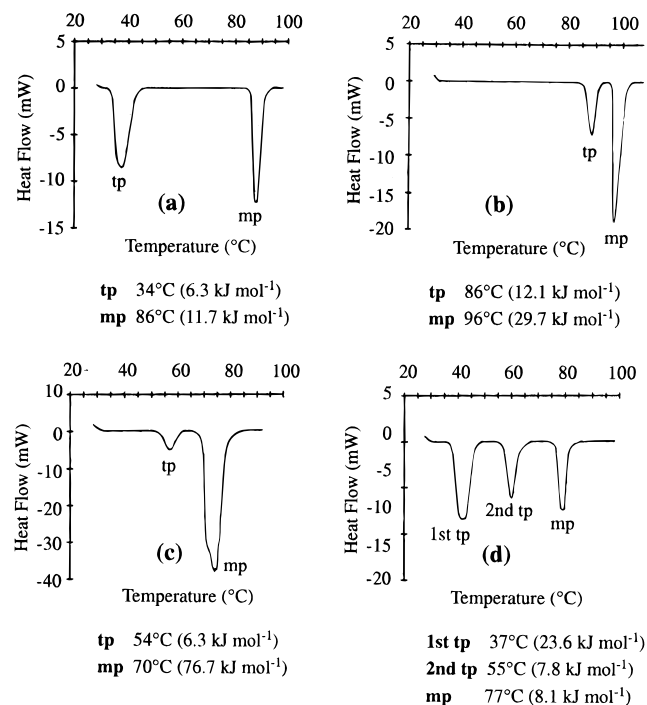 20 40 60 80 100
5
0
-5
-10
-15
Heat Flow (mW)
tp
mp
(a)
Temperature (°C)
tp 34°C (6.3 kJ mol-1)
mp 86°C (11.7 kJ mol-1)
20 40 60 80 100
5
0
-5
-10
-15
-20
Heat Flow (mW)
tp
mp
(b)
Temperature (°C)
tp 86°C (12.1 kJ mol-1)
mp 96°C (29.7 kJ mol-1)
20- 40 60 80 100
10
0
-10
-20
-30
-40
Heat Flow (mW)
tp
mp
(c)
Temperature (°C)
tp 54°C (6.3 kJ mol-1)
mp 70°C (76.7 kJ mol-1)
20 40 60 80 100
5
0
-5
-10
-15
-20
Heat Flow (mW)
1st tp
2nd tp
mp
(d)
Temperature (°C)
1st tp 37°C (23.6 kJ mol-1)
2nd tp 55°C (7.8 kJ mol-1)
mp 77°C (8.1 kJ mol-1)